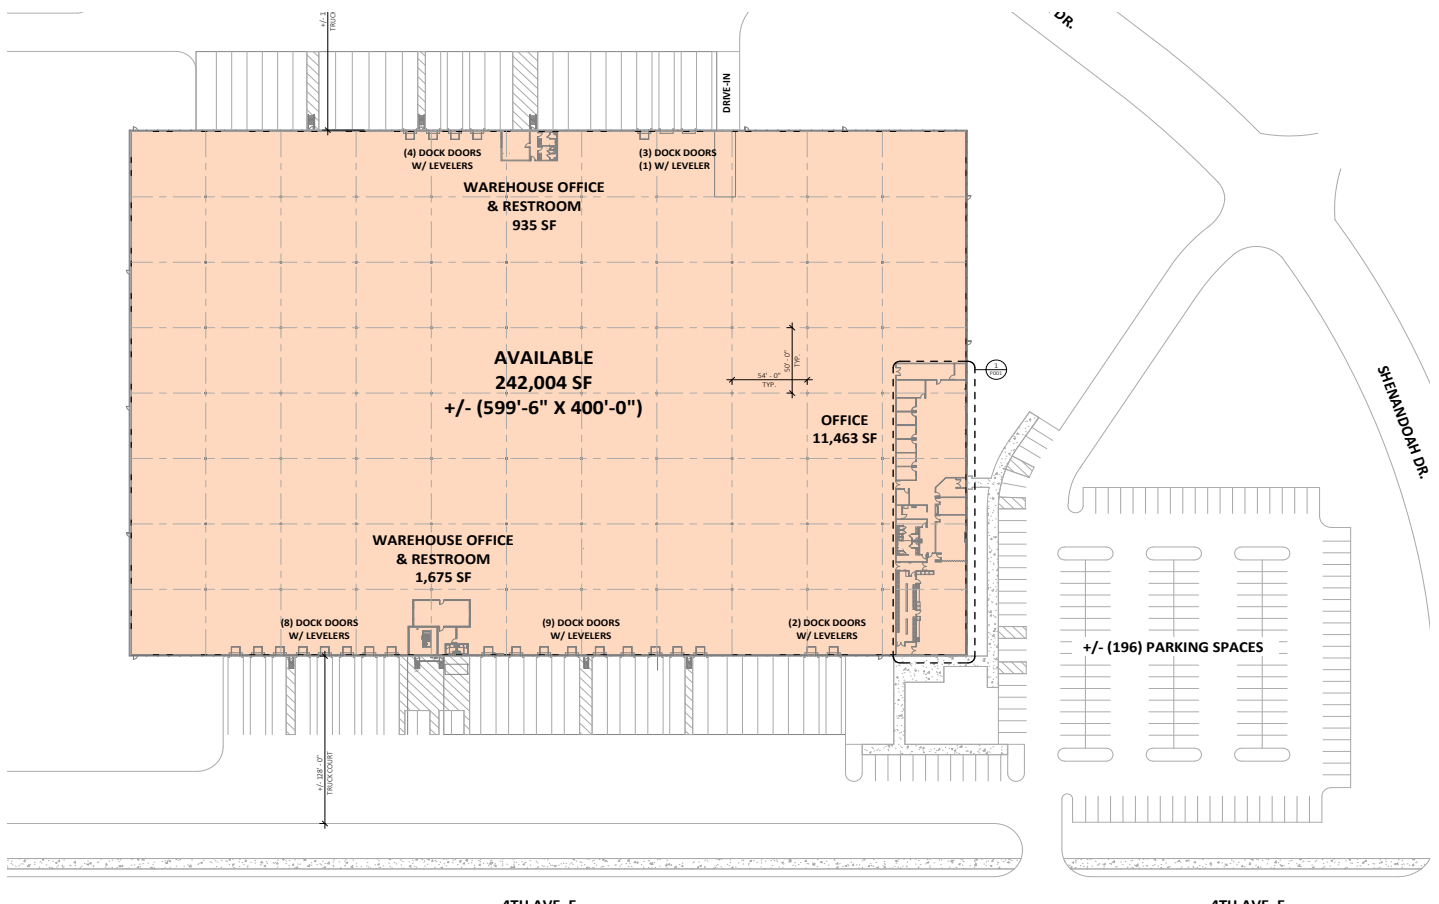 DR.
DRIVE-IN
(4) DOCK DOORS
W/ LEVELERS
(3) DOCK DOORS
(1) W/ LEVELER
WAREHOUSE OFFICE
& RESTROOM
935 SF
AVAILABLE
242,004 SF
+/- (599'-6" X 400'-0")
54' - 0"
TYP.
50' - 0"
TYP.
1
OFFICE
11,463 SF
SHENANDOAH DR.
WAREHOUSE OFFICE
& RESTROOM
1,675 SF
(8) DOCK DOORS
W/ LEVELERS
(9) DOCK DOORS
W/ LEVELERS
(2) DOCK DOORS
W/ LEVELERS
+/- (196) PARKING SPACES
+/- 128' - 0"
TRUCK COURT
4TH AVE. E
4TH AVE. E